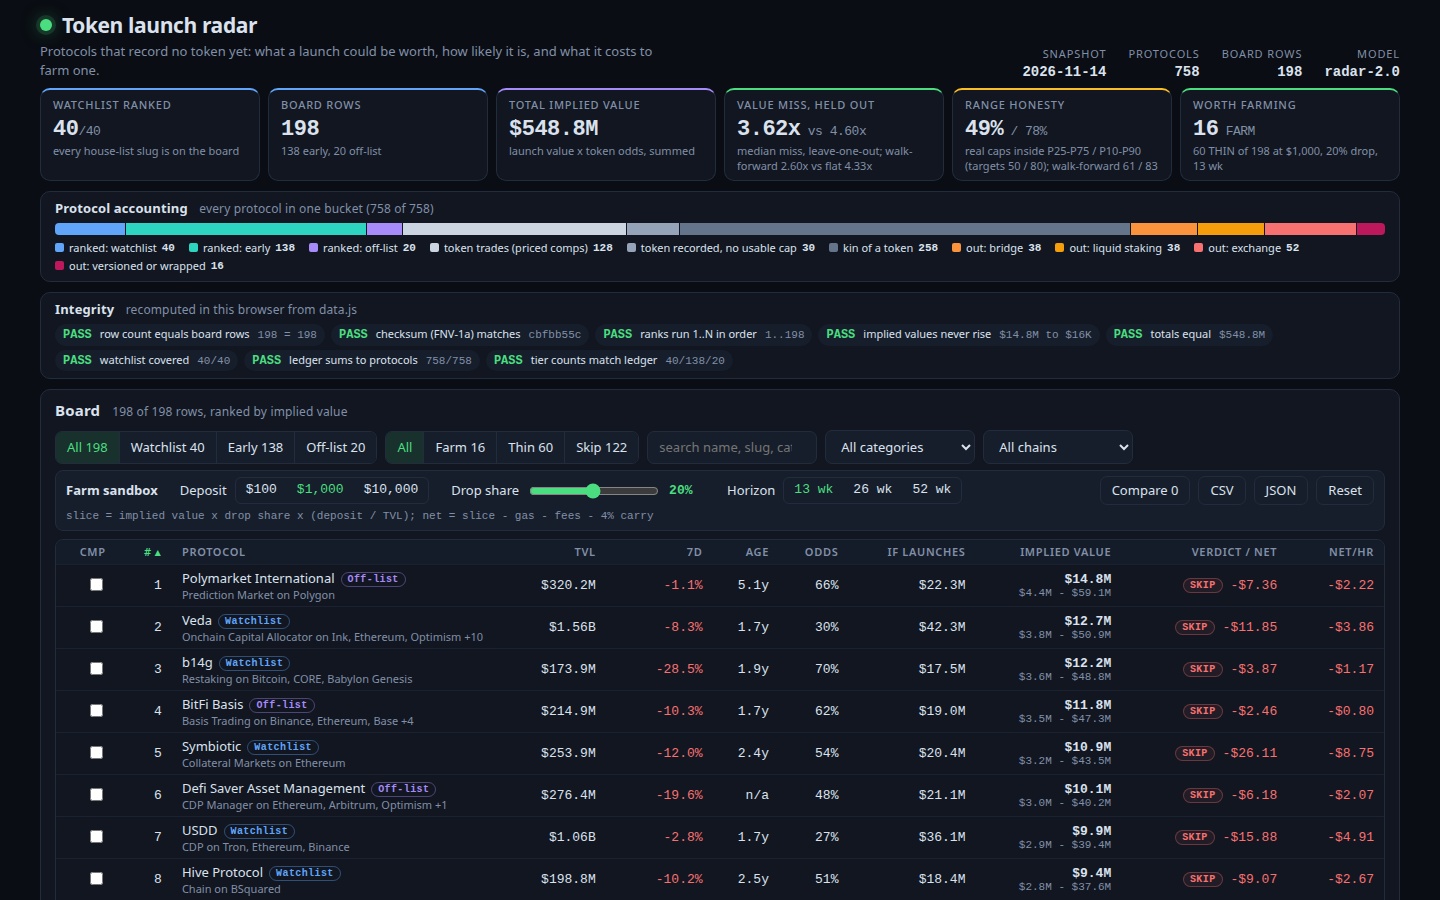 Token launch radar
Protocols that record no token yet: what a launch could be worth, how likely it is, and what it costs to
farm one.
SNAPSHOT PROTOCOLS BOARD ROWS MODEL
2026-11-14 758 198 radar-2.0
WATCHLIST RANKED
40/40
every house-list slug is on the board
BOARD ROWS
198
138 early, 20 off-list
TOTAL IMPLIED VALUE
$548.8M
launch value x token odds, summed
VALUE MISS, HELD OUT
3.62x vs 4.60x
median miss, leave-one-out; walk-
forward 2.60x vs flat 4.33x
RANGE HONESTY
49% / 78%
real caps inside P25-P75 / P10-P90
(targets 50 / 80); walk-forward 61 / 83
WORTH FARMING
16 FARM
60 THIN of 198 at $1,000, 20% drop,
13 wk
Protocol accounting every protocol in one bucket (758 of 758)
ranked: watchlist 40 ranked: early 138 ranked: off-list 20 token trades (priced comps) 128 token recorded, no usable cap 30 kin of a token 258 out: bridge 38 out: liquid staking 38 out: exchange 52
out: versioned or wrapped 16
Integrity recomputed in this browser from data.js
PASS row count equals board rows 198 = 198 PASS checksum (FNV-1a) matches cbfbb55c PASS ranks run 1..N in order 1..198 PASS implied values never rise $14.8M to $16K PASS totals equal $548.8M
PASS watchlist covered 40/40 PASS ledger sums to protocols 758/758 PASS tier counts match ledger 40/138/20
Board 198 of 198 rows, ranked by implied value
All 198 Watchlist 40 Early 138 Off-list 20 All Farm 16 Thin 60 Skip 122 search name, slug, cat All categories All chains
Farm sandbox Deposit $100 $1,000 $10,000 Drop share 20% Horizon 13 wk 26 wk 52 wk Compare 0 CSV JSON Reset
slice = implied value x drop share x (deposit / TVL); net = slice - gas - fees - 4% carry
CMP # ▲ PROTOCOL TVL 7D AGE ODDS IF LAUNCHES IMPLIED VALUE VERDICT / NET NET/HR
1 Polymarket International Off-list $320.2M -1.1% 5.1y 66% $22.3M $14.8M SKIP -$7.36 -$2.22
Prediction Market on Polygon $4.4M - $59.1M
2 Veda Watchlist $1.56B -8.3% 1.7y 30% $42.3M $12.7M SKIP -$11.85 -$3.86
Onchain Capital Allocator on Ink, Ethereum, Optimism +10 $3.8M - $50.9M
3 b14g Watchlist $173.9M -28.5% 1.9y 70% $17.5M $12.2M SKIP -$3.87 -$1.17
Restaking on Bitcoin, CORE, Babylon Genesis $3.6M - $48.8M
4 BitFi Basis Off-list $214.9M -10.3% 1.7y 62% $19.0M $11.8M SKIP -$2.46 -$0.80
Basis Trading on Binance, Ethereum, Base +4 $3.5M - $47.3M
5 Symbiotic Watchlist $253.9M -12.0% 2.4y 54% $20.4M $10.9M SKIP -$26.11 -$8.75
Collateral Markets on Ethereum $3.2M - $43.5M
6 Defi Saver Asset Management Off-list $276.4M -19.6% n/a 48% $21.1M $10.1M SKIP -$6.18 -$2.07
CDP Manager on Ethereum, Arbitrum, Optimism +1 $3.0M - $40.2M
7 USDD Watchlist $1.06B -2.8% 1.7y 27% $36.1M $9.9M SKIP -$15.88 -$4.91
CDP on Tron, Ethereum, Binance $2.9M - $39.4M
8 Hive Protocol Watchlist $198.8M -10.2% 2.5y 51% $18.4M $9.4M SKIP -$9.07 -$2.67
Chain on BSquared $2.8M - $37.6M